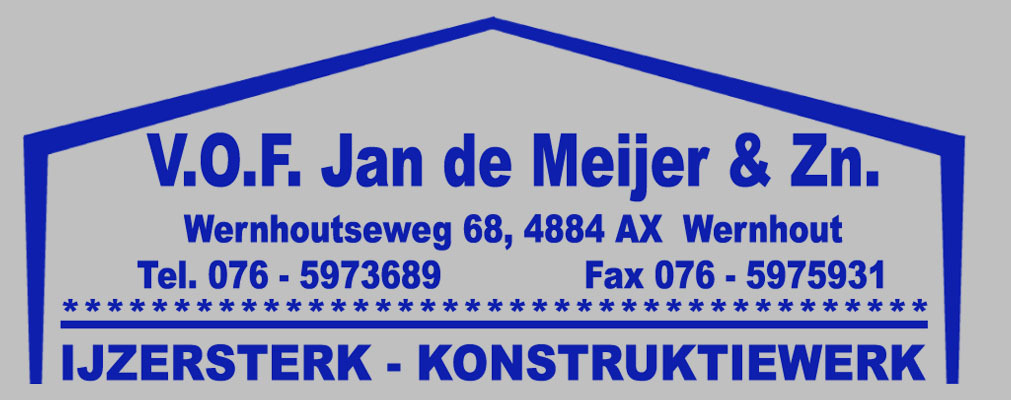 V.O.F. Jan de Meijer & Zn.
Wernhoutseweg 68, 4884 AX  Wernhout
Tel. 076 - 5973689 Fax 076 - 5975931
********************************
IJZERSTERK - KONSTRUKTIEWERK